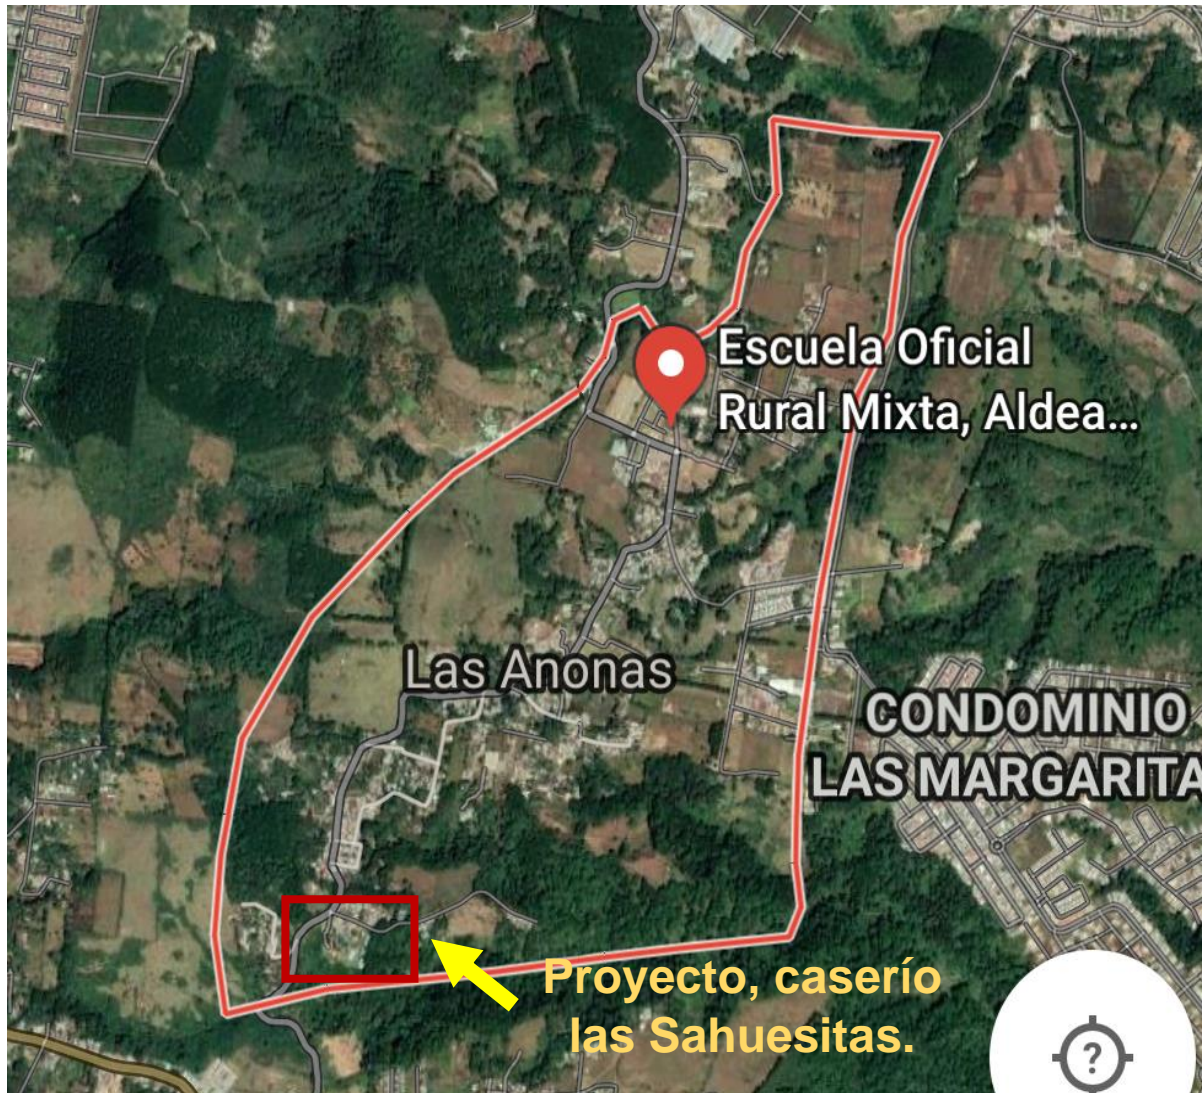 Escuela Oficial
Rural Mixta, Aldea...
Las Anonas
CONDOMINIO
LAS MARGARITA
Proyecto, caserío
las Sahuesitas.
?